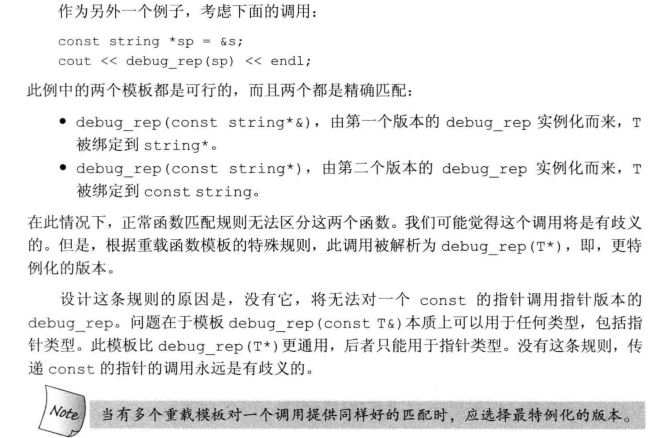 作为另外一个例子，考虑下面的调用：
const string *sp = &s;
cout << debug_rep(sp) << endl;
此例中的两个模板都是可行的，而且两个都是精确匹配：
● debug_rep(const string*&)，由第一个版本的 debug_rep 实例化而来，T
被绑定到 string*。
● debug_rep(const string*)，由第二个版本的 debug_rep 实例化而来，T
被绑定到 const string。
在此情况下，正常函数匹配规则无法区分这两个函数。我们可能觉得这个调用将是有歧义
的。但是，根据重载函数模板的特殊规则，此调用被解析为 debug_rep(T*)，即，更特
例化的版本。
设计这条规则的原因是，没有它，将无法对一个 const 的指针调用指针版本的
debug_rep。问题在于模板 debug_rep(const T&)本质上可以用于任何类型，包括指
针类型。此模板比 debug_rep(T*)更通用，后者只能用于指针类型。没有这条规则，传
递 const 的指针的调用永远是有歧义的。
Note 当有多个重载模板对一个调用提供同样好的匹配时，应选择最特例化的版本。